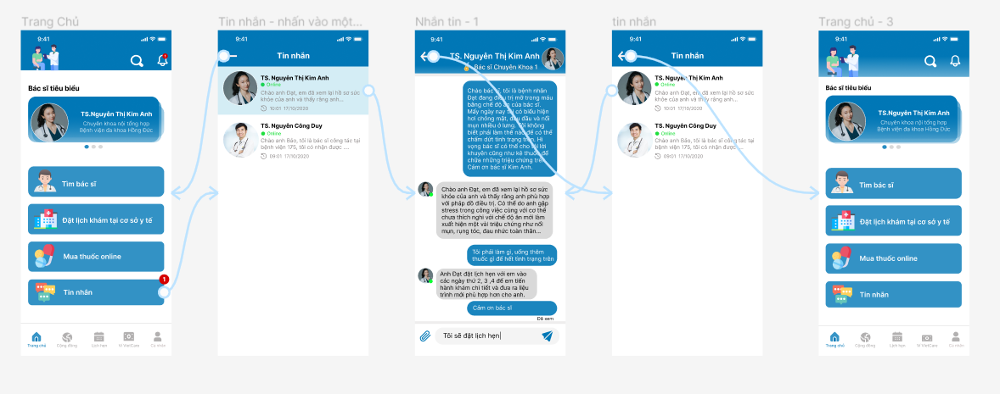 Trang Chủ
9:41
Bác sĩ tiêu biểu
TS.Nguyễn Thị Kim Anh
Chuyên khoa nội tổng hợp
Bệnh viện đa khoa Hồng Đức
Tìm bác sĩ
Đặt lịch khám tại cơ sở y tế
Mua thuốc online
Tin nhắn
1
Trang chủ
Cộng đồng
Lịch hẹn
Ví VietCare
Cá nhân
Tin nhắn - nhấn vào một...
9:41
Tin nhắn
TS. Nguyễn Thị Kim Anh
Online
Chào anh Đạt, em đã xem lại hồ sơ sức
khỏe của anh và thấy rằng anh...
10:01 17/10/2020
TS. Nguyễn Công Duy
Online
Chào anh Bảo, tôi là bác sĩ công tác tại
bệnh viện 175, tôi có nhận được ....
09:01 17/10/2020
Nhắn tin - 1
9:41
TS. Nguyễn Thị Kim Anh
Bác sĩ Chuyên Khoa 1
Chào bác sĩ, tôi là bệnh nhân
Đạt đang điều trị mỡ trong máu
bằng chế độ ăn của bác sĩ.
Mấy ngày nay tôi có biểu hiện
hơi chóng mặt, đau đầu và nổi
mụn nhiều ở lưng. Tôi không
biết phải làm thế nào để có thể
chấm dứt tình trạng trên. Hi
vọng bác sĩ có thể cho tôi lời
khuyên cũng như kê thuốc để
chữa những triệu chứng trên.
Cảm ơn bác sĩ Kim Anh.
Chào anh Đạt, em đã xem lại hồ sơ sức
khỏe của anh và thấy rằng anh phù hợp
với pháp đồ điều trị. Có thể do anh gặp
stress trong công việc cùng với cơ thể
chưa thích nghi với chế độ ăn mới làm
xuất hiện một vài triệu chứng như nổi
mụn, rụng tóc, đau nhức toàn thân...
Tôi phải làm gì, uống thêm
thuốc gì để hết tình trạng trên
Anh Đạt đặt lịch hẹn với em vào
các ngày thứ 2, 3 ,4 để em tiến
hành khám chi tiết và đưa ra liệu
trình mới phù hợp hơn cho anh.
Cảm ơn bác sĩ
Đã xem
Tôi sẽ đặt lịch hẹn
tin nhắn
9:41
Tin nhắn
TS. Nguyễn Thị Kim Anh
Online
Chào anh Đạt, em đã xem lại hồ sơ sức
khỏe của anh và thấy rằng anh...
10:01 17/10/2020
TS. Nguyễn Công Duy
Online
Chào anh Bảo, tôi là bác sĩ công tác tại
bệnh viện 175, tôi có nhận được ....
09:01 17/10/2020
Trang chủ - 3
9:41
Bác sĩ tiêu biểu
TS.Nguyễn Thị Kim Anh
Chuyên khoa nội tổng hợp
Bệnh viện đa khoa Hồng Đức
Tìm bác sĩ
Đặt lịch khám tại cơ sở y tế
Mua thuốc online
Tin nhắn
Trang chủ
Cộng đồng
Lịch hẹn
Ví VietCare
Cá nhân